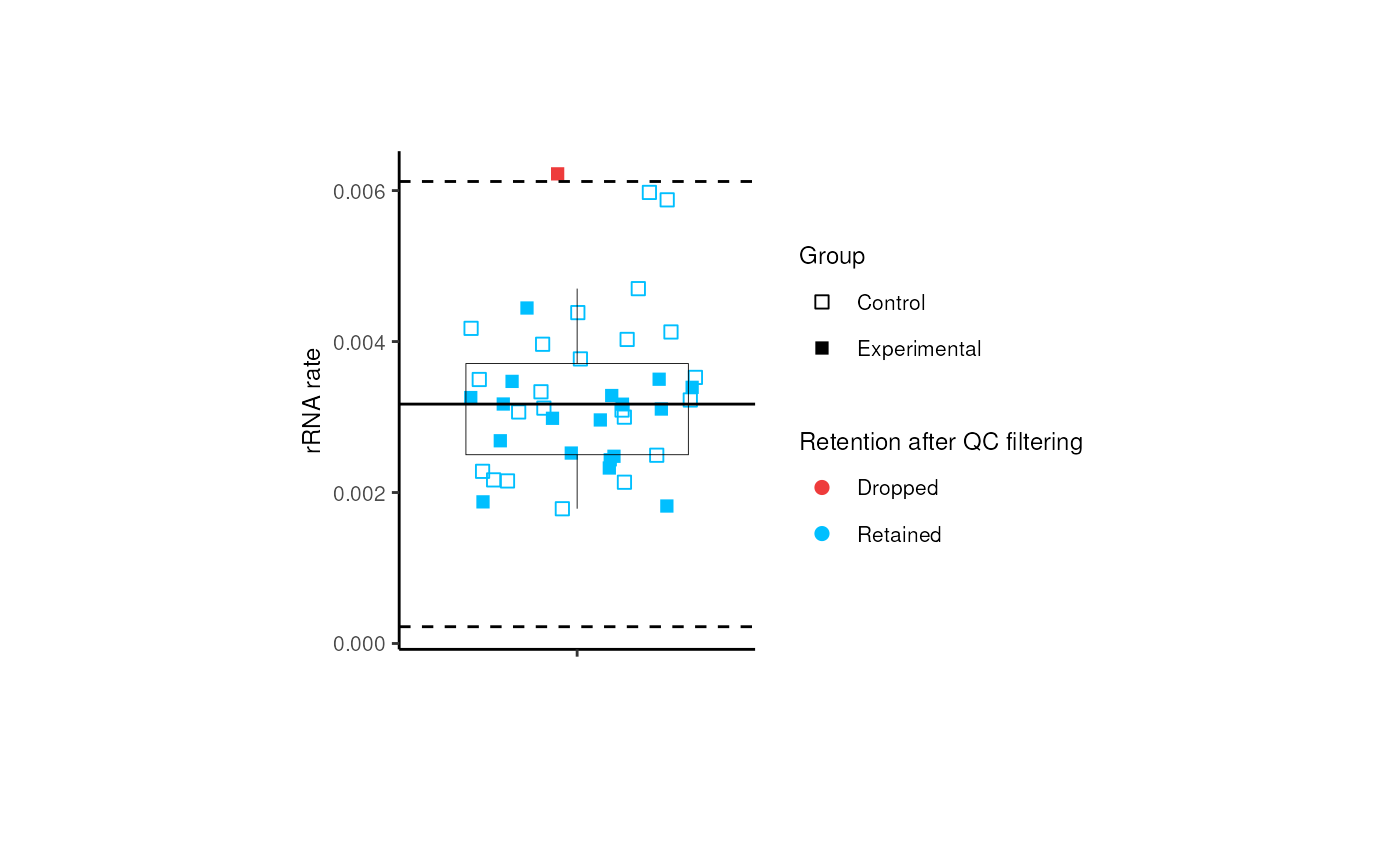 rRNA rate
0.006
0.004
0.002
0.000
Group
Control
Experimental
Retention after QC filtering
Dropped
Retained